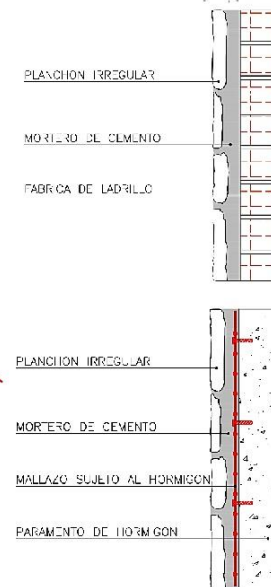 PLANCHON IRREGULAR
MORTERO DE CEMENTO
FABRICA DE LADRILLO
PLANCHON IRREGULAR
MORTERO DE CEMENTO
MALLAZO SUJETO AL HORMIGON
PARAMENTO DE HORMIGON